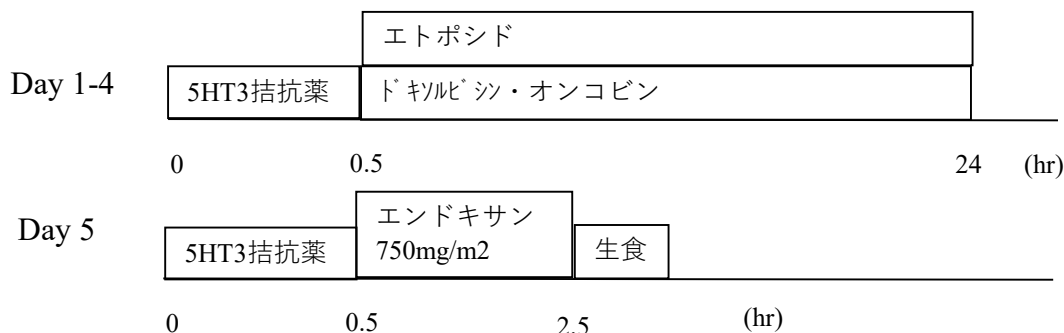 エトポシド
Day 1-4
5HT3拮抗薬
ﾄﾞｷｿﾙﾋﾞｼﾝ・オンコビン
0 0.5 24 (hr)
エンドキサン
750mg/m2
Day 5
5HT3拮抗薬
生食
0 0.5 2.5 (hr)